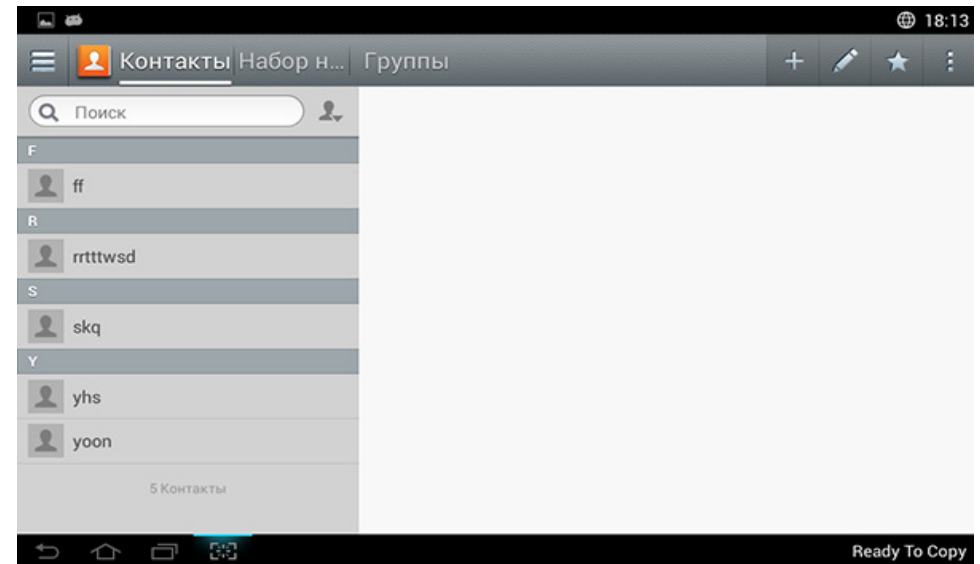 18:13
Контакты Набор н... Группы
Поиск
F
ff
R
rrtttwsd
S
skq
Y
yhs
yoon
5 Контакты
Ready To Copy